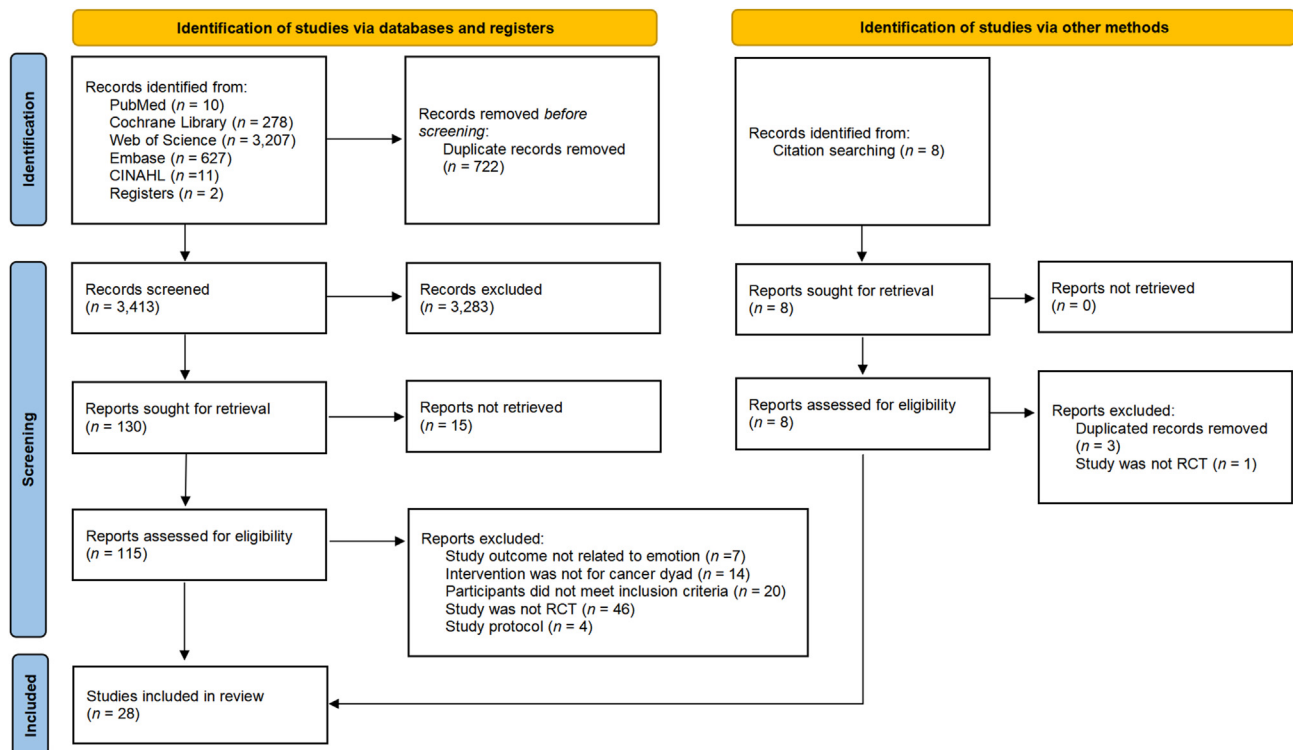 Identification of studies via databases and registers
Identification of studies via other methods
Identification
Records identified from:
PubMed (n = 10)
Cochrane Library (n = 278)
Web of Science (n = 3,207)
Embase (n = 627)
CINAHL (n =11)
Registers (n = 2)
Records removed before
screening:
Duplicate records removed
(n = 722)
Records identified from:
Citation searching (n = 8)
Screening
Records screened
(n = 3,413)
Records excluded
(n = 3,283)
Reports sought for retrieval
(n = 8)
Reports not retrieved
(n = 0)
Reports sought for retrieval
(n = 130)
Reports not retrieved
(n = 15)
Reports assessed for eligibility
(n = 8)
Reports excluded:
Duplicated records removed
(n = 3)
Study was not RCT (n = 1)
Reports assessed for eligibility
(n = 115)
Reports excluded:
Study outcome not related to emotion (n =7)
Intervention was not for cancer dyad (n = 14)
Participants did not meet inclusion criteria (n = 20)
Study was not RCT (n = 46)
Study protocol (n = 4)
Included
Studies included in review
(n = 28)